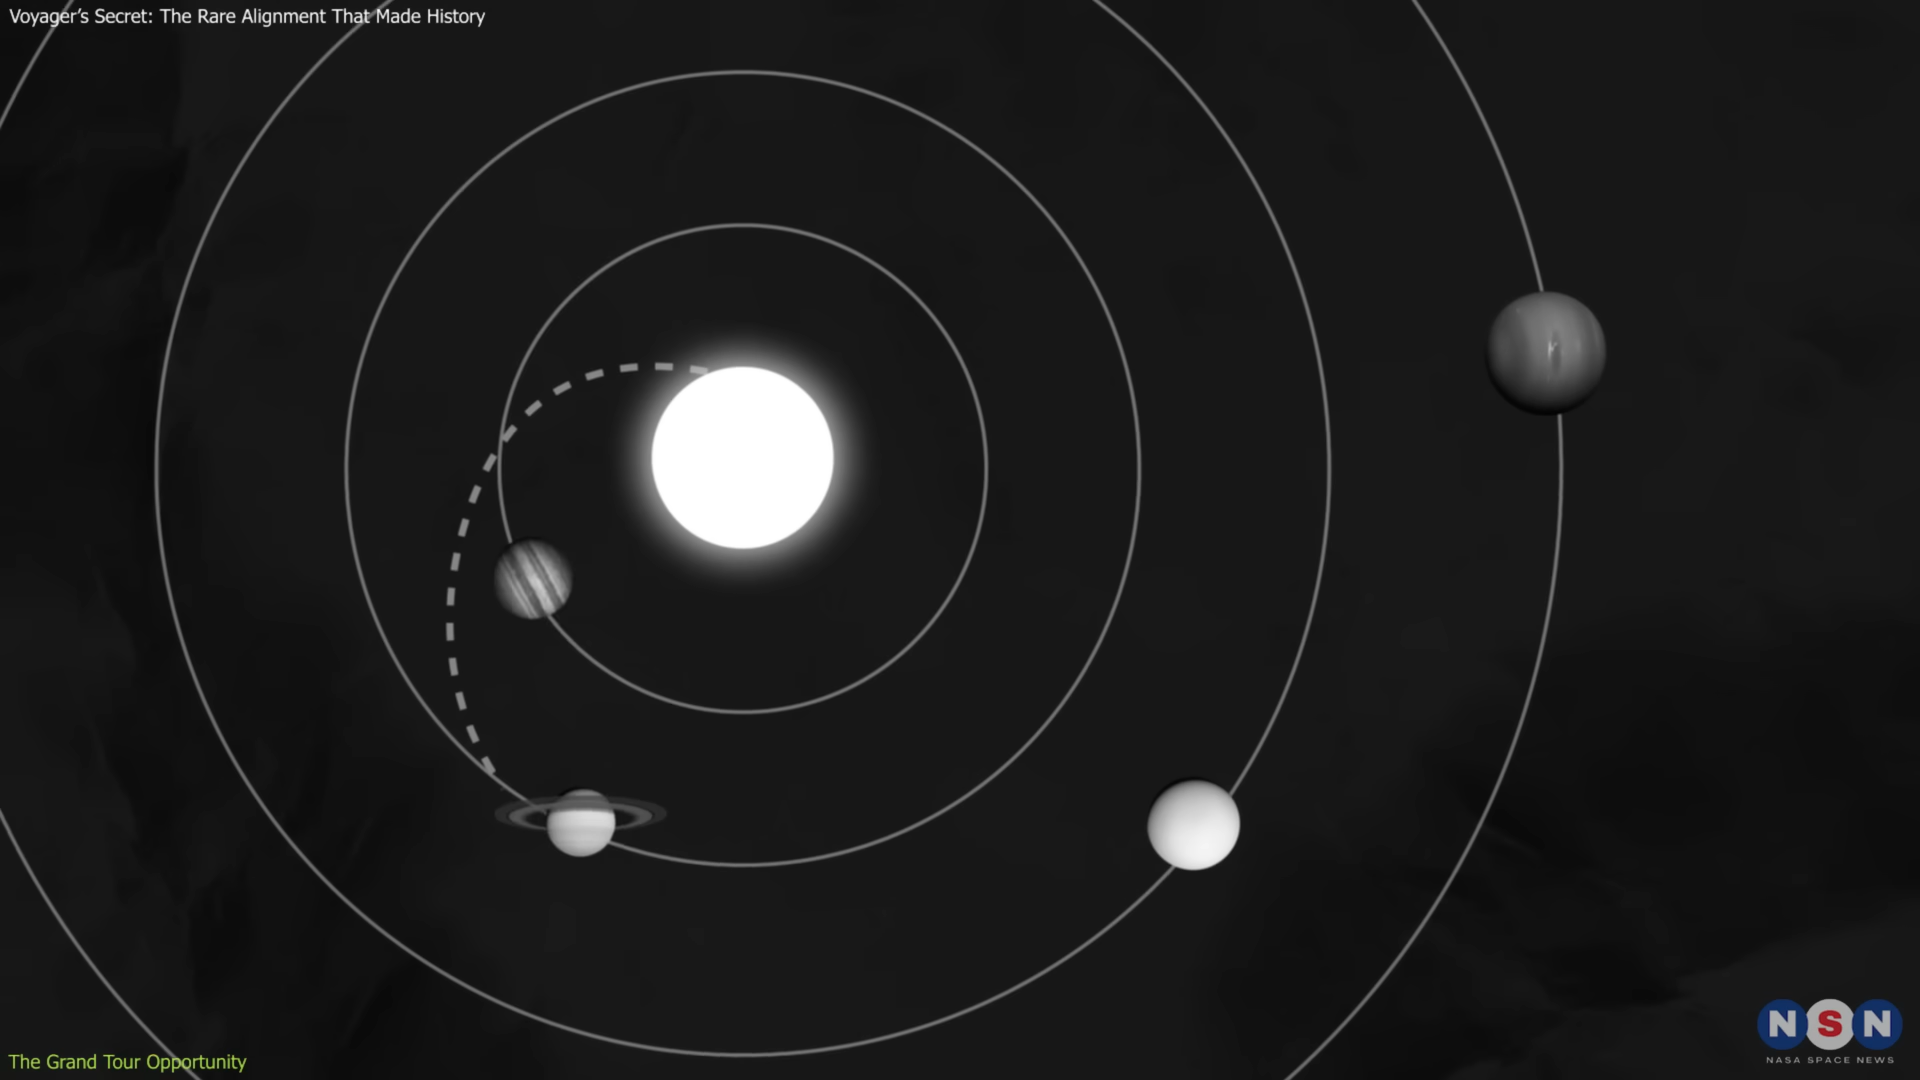 Voyager’s Secret: The Rare Alignment That Made History
The Grand Tour Opportunity
NSN
NASA SPACE NEWS